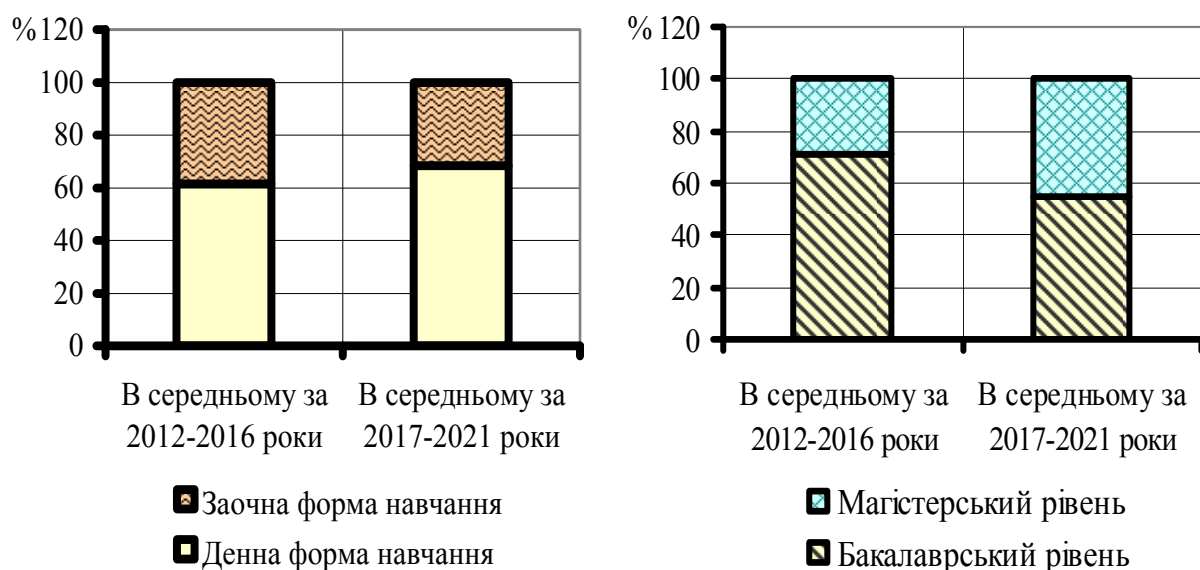 %120
100
80
60
40
20
0
В середньому за
2012-2016 роки
В середньому за
2017-2021 роки
Заочна форма навчання
Денна форма навчання
% 120
100
80
60
40
20
0
В середньому за
2012-2016 роки
В середньому за
2017-2021 роки
Магістерський рівень
Бакалаврський рівень